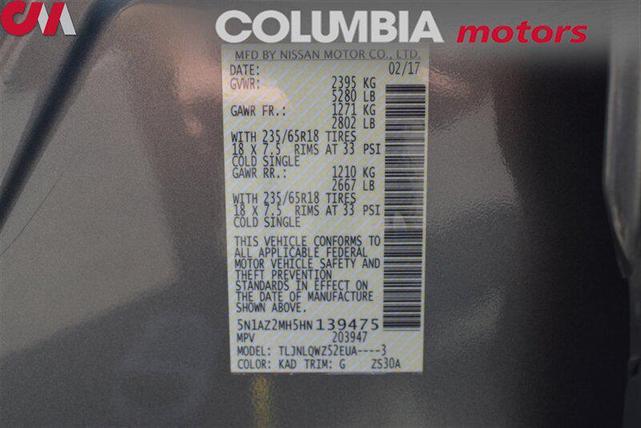 CM COLUMBIA motors
MFD BY NISSAN MOTOR CO., LTD.
DATE: 02/17
GVWR: 2395 KG
5280 LB
GAWR FR.: 1271 KG
2802 LB
WITH 235/65R18 TIRES
18 X 7.5 RIMS AT 33 PSI
COLD SINGLE
GAWR RR.: 1210 KG
2667 LB
WITH 235/65R18 TIRES
18 X 7.5 RIMS AT 33 PSI
COLD SINGLE
THIS VEHICLE CONFORMS TO
ALL APPLICABLE FEDERAL
MOTOR VEHICLE SAFETY AND
THEFT PREVENTION
STANDARDS IN EFFECT ON
THE DATE OF MANUFACTURE
SHOWN ABOVE.
5N1AZ2MH5HN139475
MPV 203947
MODEL: TLJNLQWZ52EUA----3
COLOR: KAD TRIM: G ZS30A